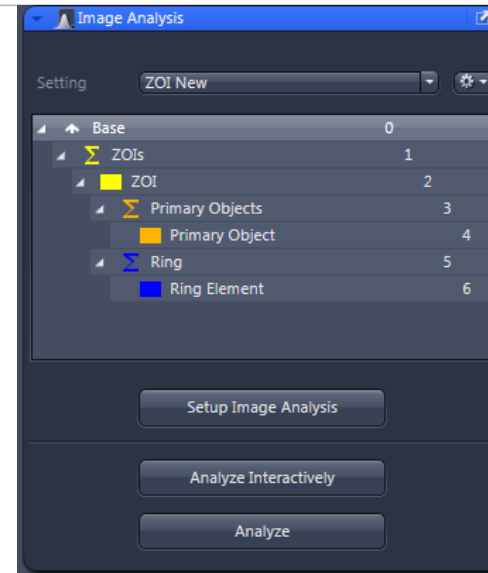 Image Analysis
Setting ZOI New
Base 0
ZOIs 1
ZOI 2
Primary Objects 3
Primary Object 4
Ring 5
Ring Element 6
Setup Image Analysis
Analyze Interactively
Analyze